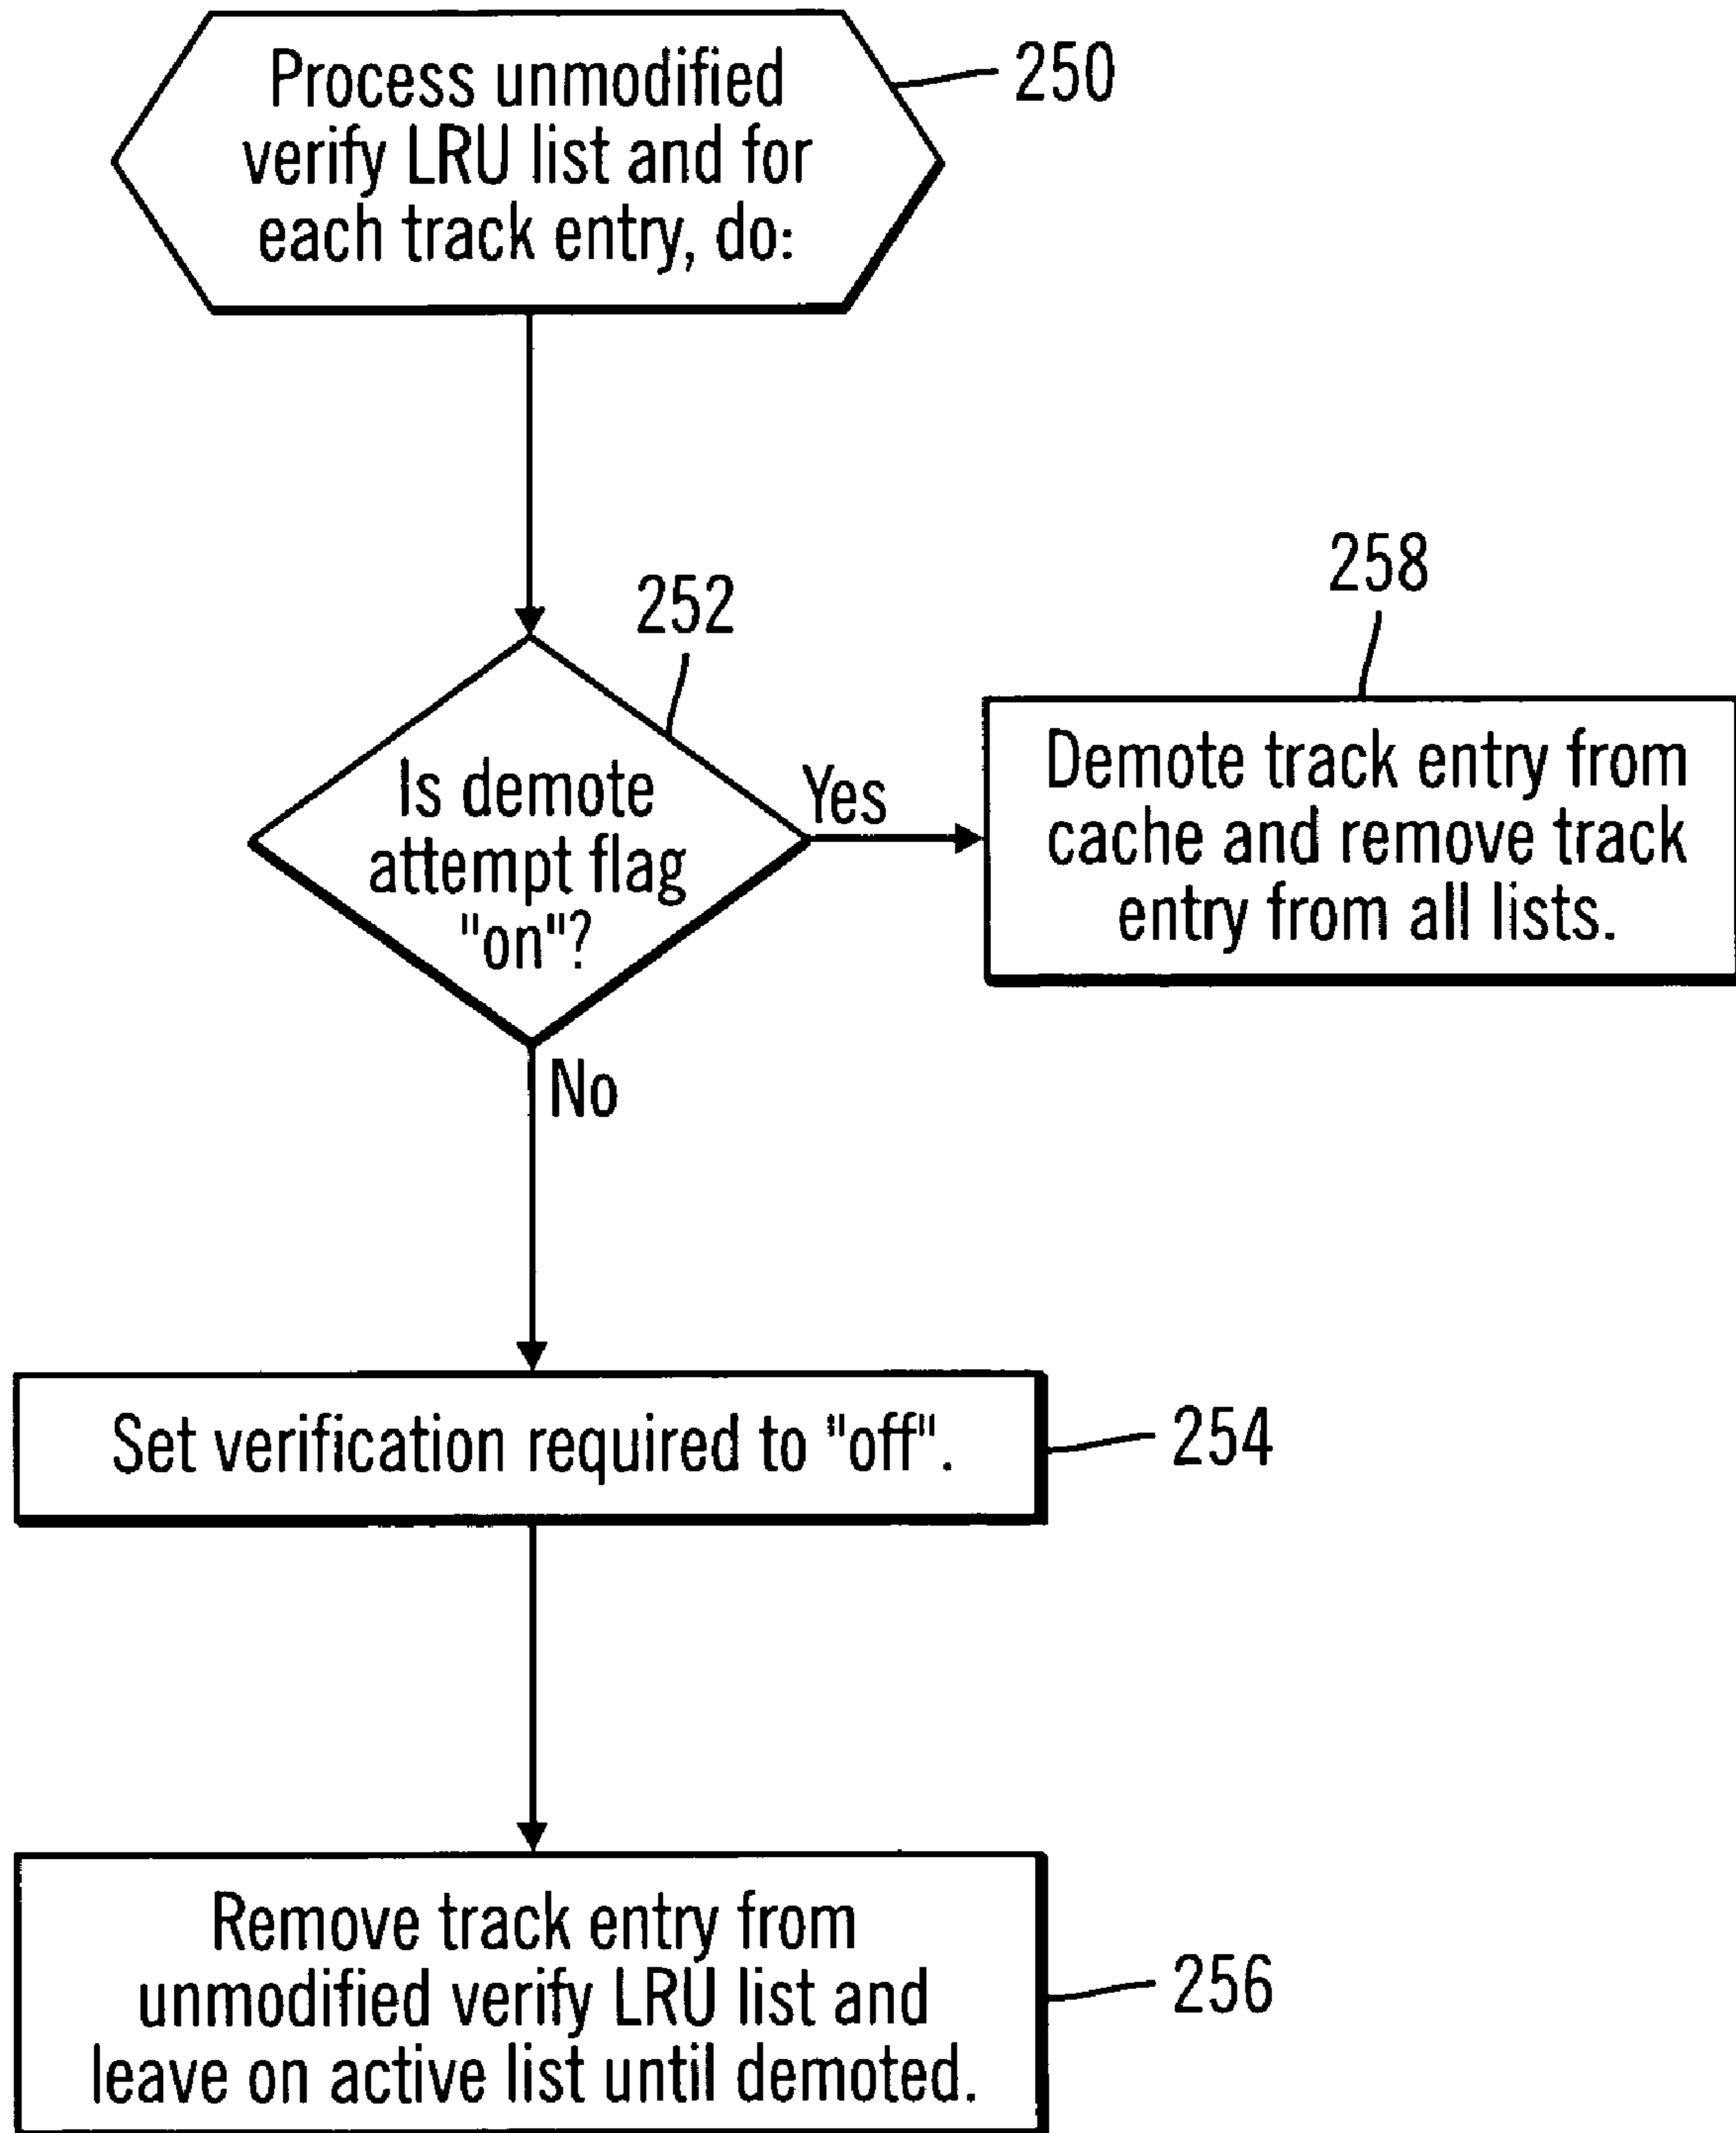 Process unmodified
verify LRU list and for
each track entry, do:
250
252
258
Is demote
attempt flag
"on"?
Yes
Demote track entry from
cache and remove track
entry from all lists.
No
Set verification required to "off".
254
Remove track entry from
unmodified verify LRU list and
leave on active list until demoted.
256